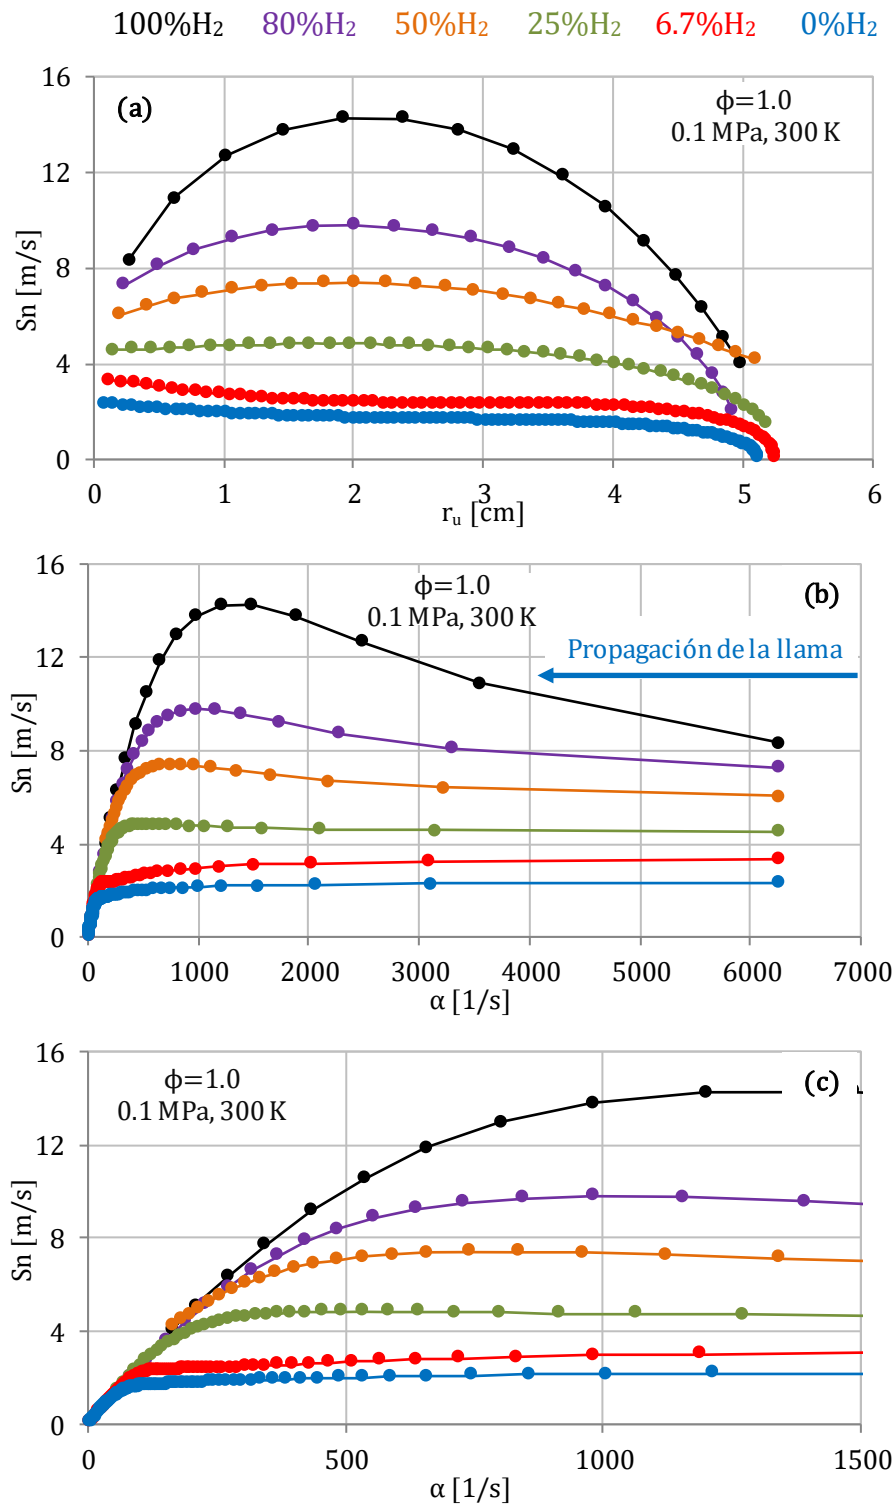 100%H₂ 80%H₂ 50%H₂ 25%H₂ 6.7%H₂ 0%H₂
16
(a)
ϕ=1.0
0.1 MPa, 300 K
12
8
4
0
Sn [m/s]
0 1 2 3 4 5 6
rᵤ [cm]
16
ϕ=1.0
(b)
0.1 MPa, 300 K
Propagación de la llama
12
8
4
0
Sn [m/s]
0 1000 2000 3000 4000 5000 6000 7000
α [1/s]
16
ϕ=1.0
(c)
0.1 MPa, 300 K
12
8
4
0
Sn [m/s]
0 500 1000 1500
α [1/s]